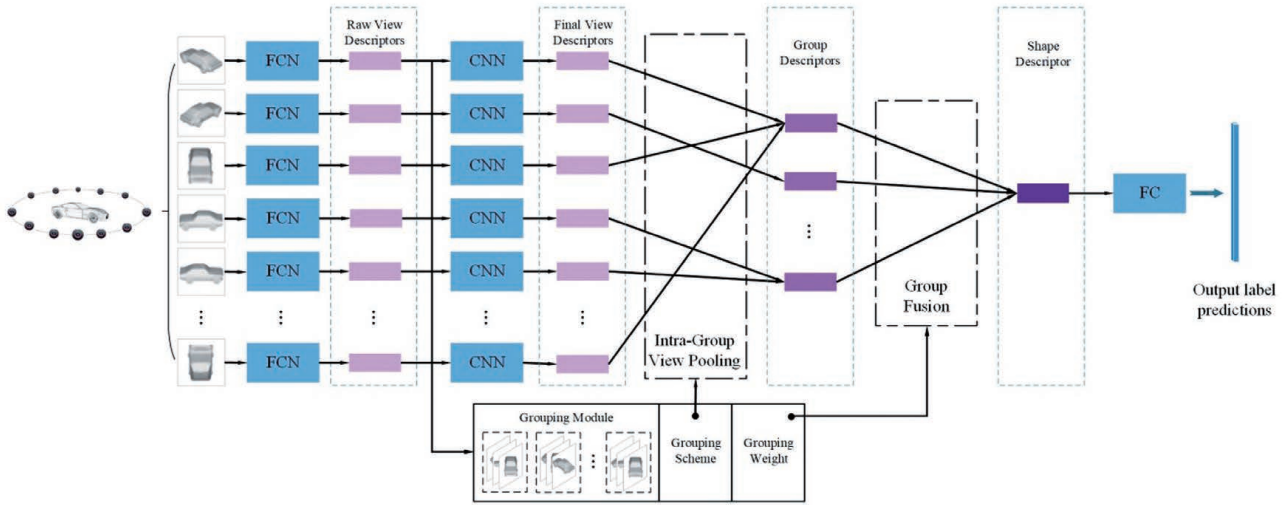 Raw View
Descriptors
Final View
Descriptors
Group
Descriptors
Shape
Descriptor
FCN
CNN
FCN
CNN
FCN
CNN
FCN
CNN
FCN
CNN
FCN
CNN
FC
Intra-Group
View Pooling
Group
Fusion
Output label
predictions
Grouping Module
Grouping
Scheme
Grouping
Weight